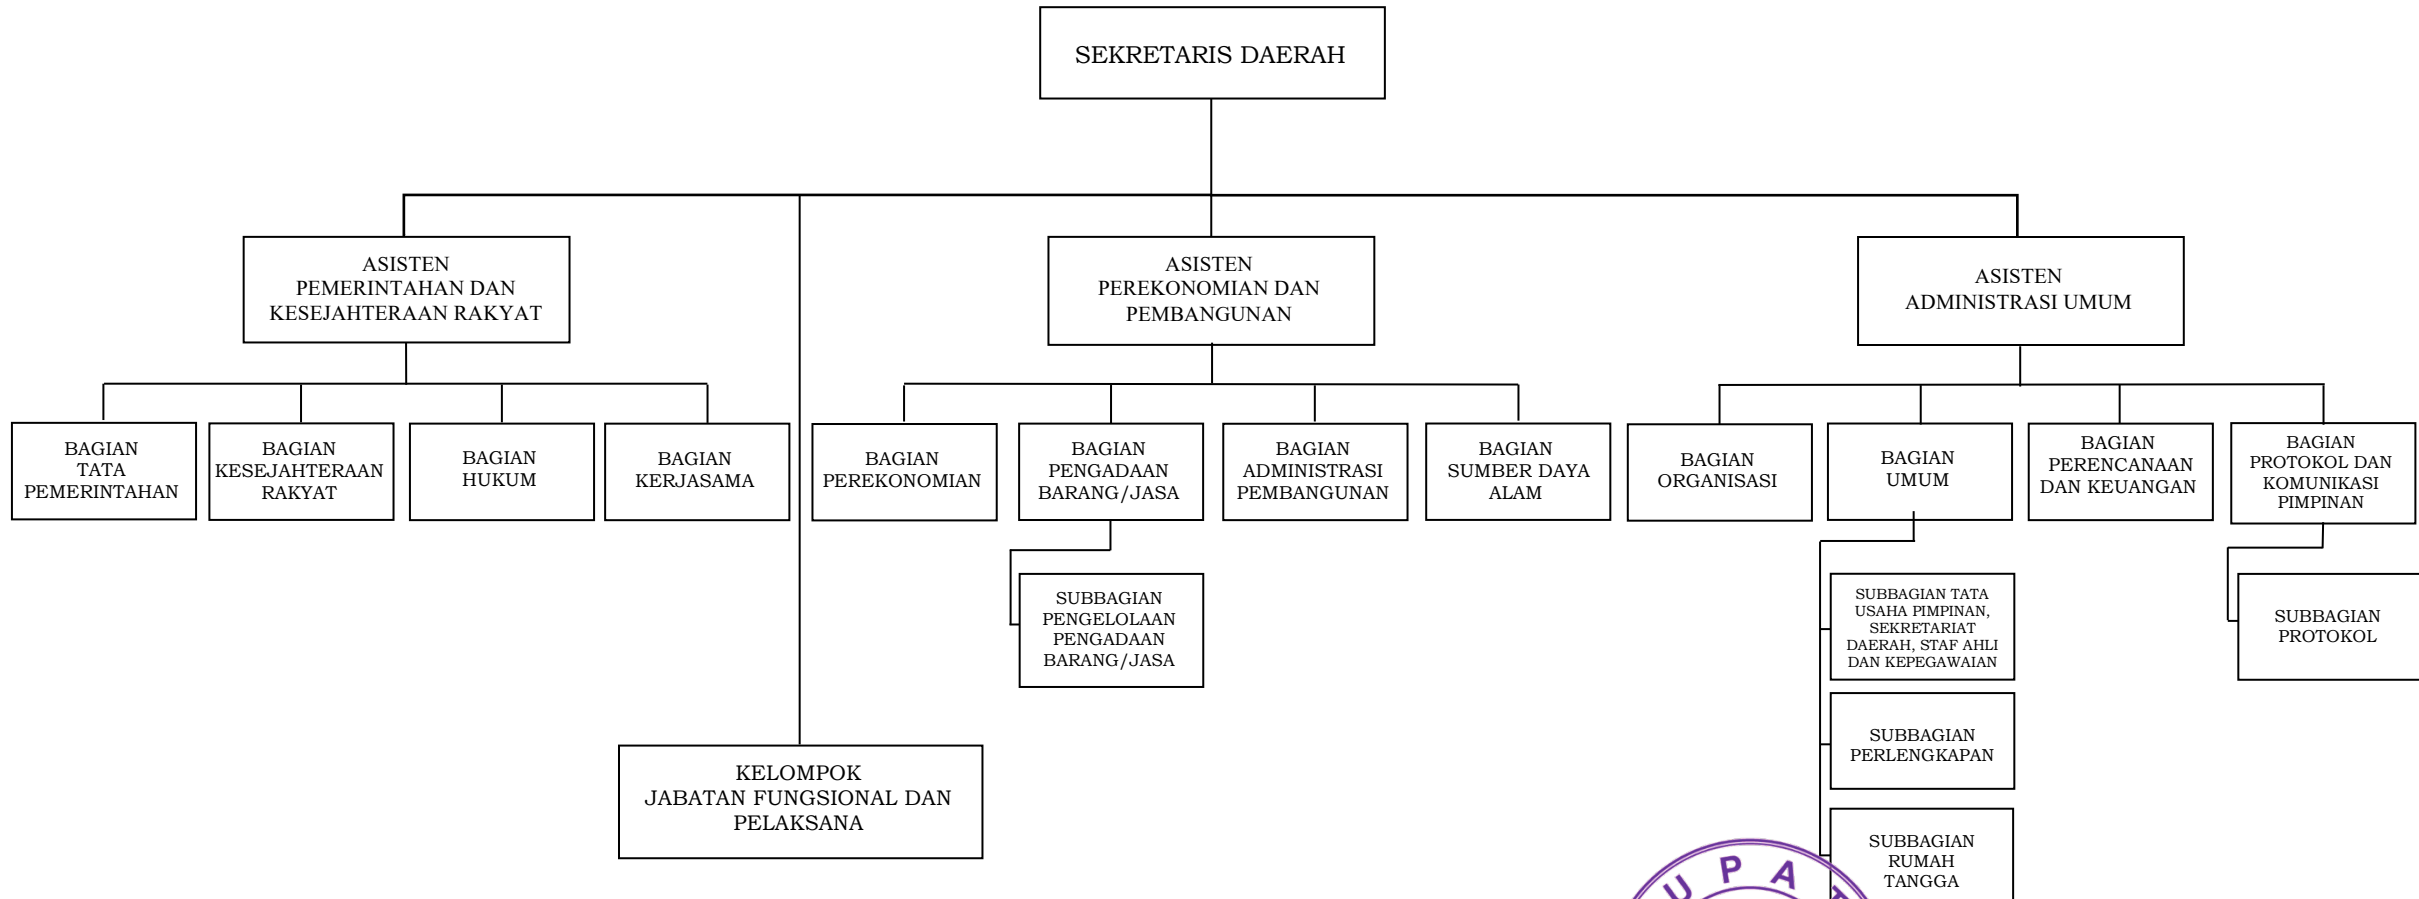 SEKRETARIS DAERAH
ASISTEN
PEMERINTAHAN DAN
KESEJAHTERAAN RAKYAT
ASISTEN
PEREKONOMIAN DAN
PEMBANGUNAN
ASISTEN
ADMINISTRASI UMUM
BAGIAN
TATA
PEMERINTAHAN
BAGIAN
KESEJAHTERAAN
RAKYAT
BAGIAN
HUKUM
BAGIAN
KERJASAMA
BAGIAN
PEREKONOMIAN
BAGIAN
PENGADAAN
BARANG/JASA
BAGIAN
ADMINISTRASI
PEMBANGUNAN
BAGIAN
SUMBER DAYA
ALAM
BAGIAN
ORGANISASI
BAGIAN
UMUM
BAGIAN
PERENCANAAN
DAN KEUANGAN
BAGIAN
PROTOKOL DAN
KOMUNIKASI
PIMPINAN
SUBBAGIAN
PENGELOLAAN
PENGADAAN
BARANG/JASA
SUBBAGIAN TATA
USAHA PIMPINAN,
SEKRETARIAT
DAERAH, STAF AHLI
DAN KEPEGAWAIAN
SUBBAGIAN
PROTOKOL
SUBBAGIAN
PERLENGKAPAN
KELOMPOK
JABATAN FUNGSIONAL DAN
PELAKSANA
SUBBAGIAN
RUMAH
TANGGA
UPAT